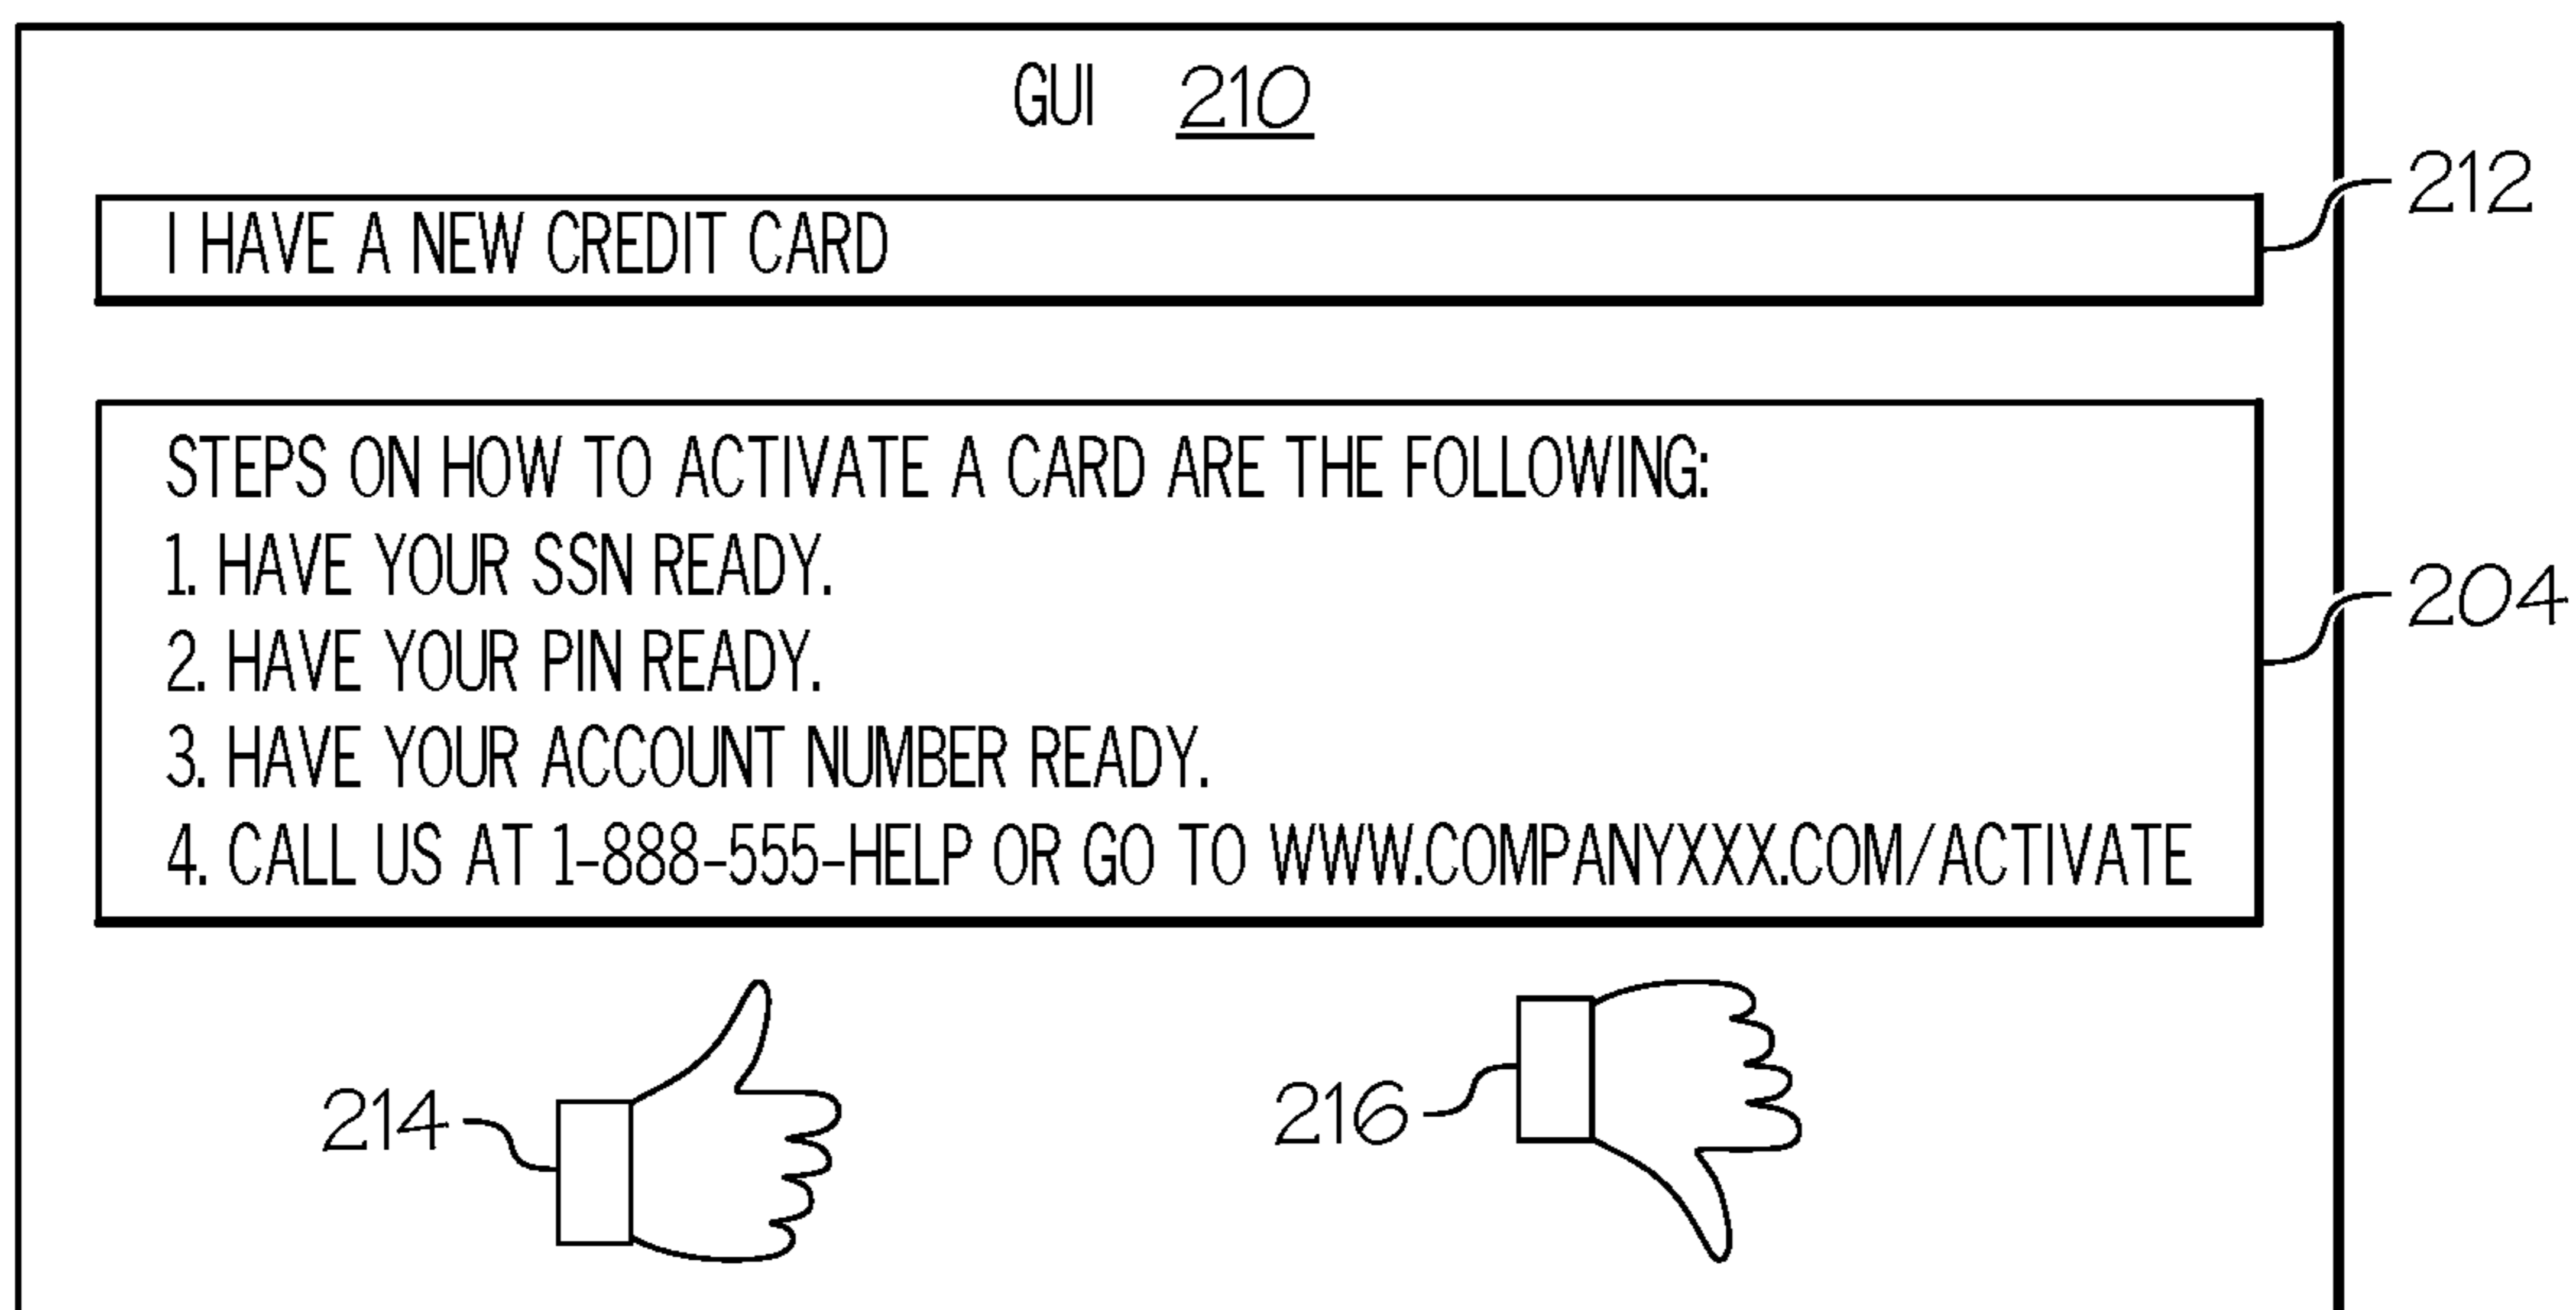 GUI 210
212
I HAVE A NEW CREDIT CARD
STEPS ON HOW TO ACTIVATE A CARD ARE THE FOLLOWING:
1. HAVE YOUR SSN READY.
204
2. HAVE YOUR PIN READY.
3. HAVE YOUR ACCOUNT NUMBER READY.
4. CALL US AT 1-888-555-HELP OR GO TO WWW.COMPANYXXX.COM/ACTIVATE
214
216